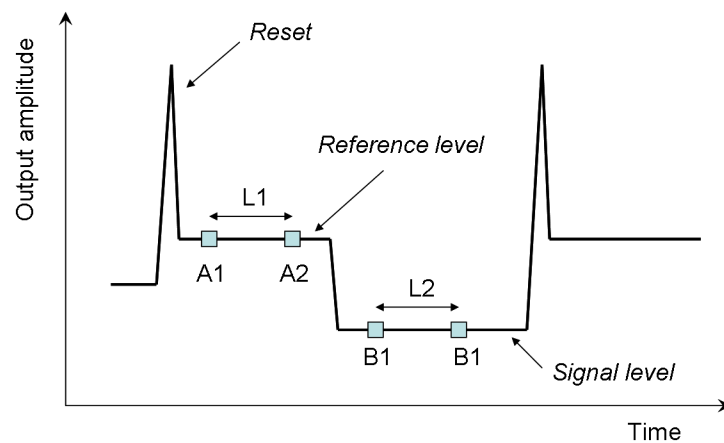 Reset
Output amplitude
Reference level
L1
A1
A2
L2
B1
B1
Signal level
Time